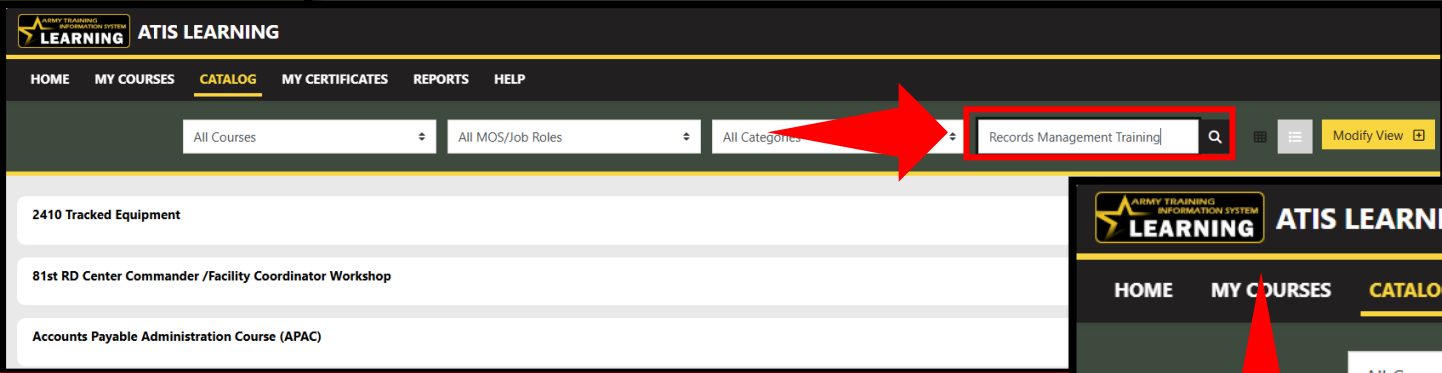 ARMY TRAINING
INFORMATION SYSTEM
LEARNING
ATIS LEARNING
HOME MY COURSES CATALOG MY CERTIFICATES REPORTS HELP
All Courses All MOS/Job Roles All Categories Records Management Training Modify View
2410 Tracked Equipment
81st RD Center Commander /Facility Coordinator Workshop
Accounts Payable Administration Course (APAC)
ARMY TRAINING
INFORMATION SYSTEM
LEARNING
ATIS LEARNI
HOME MY COURSES CATALO